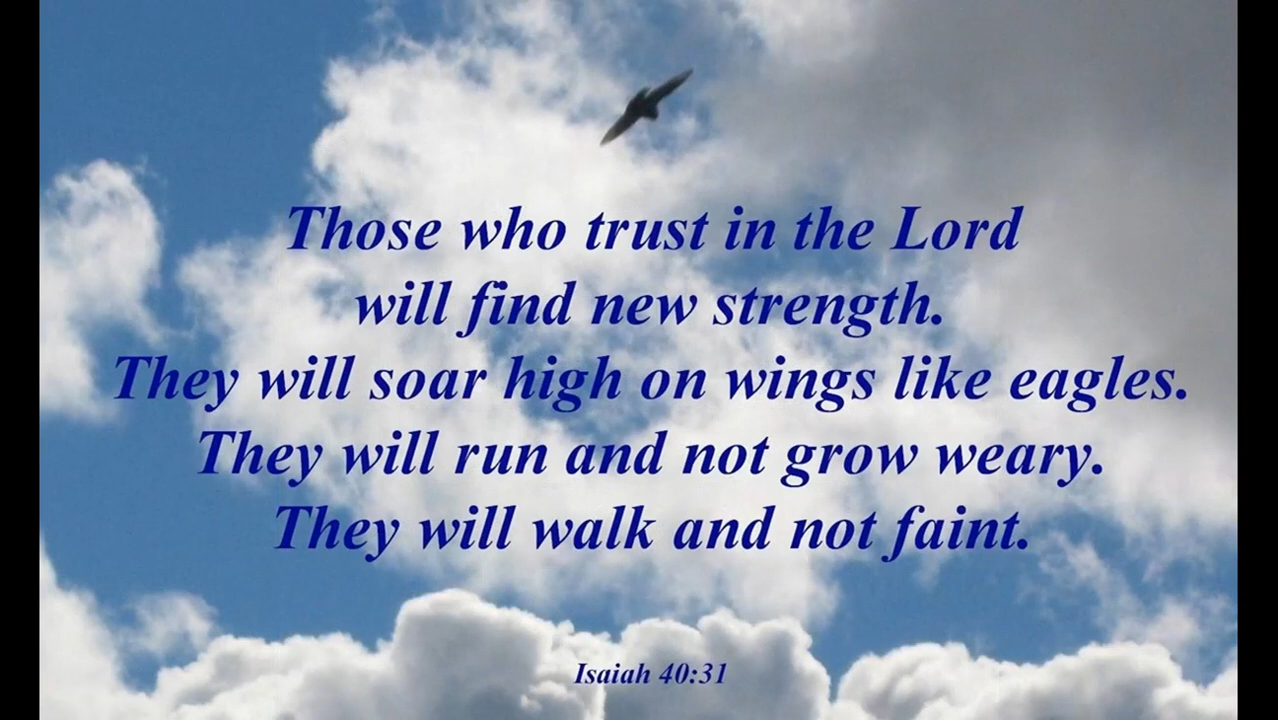 Those who trust in the Lord
will find new strength.
They will soar high on wings like eagles.
They will run and not grow weary.
They will walk and not faint.
Isaiah 40:31